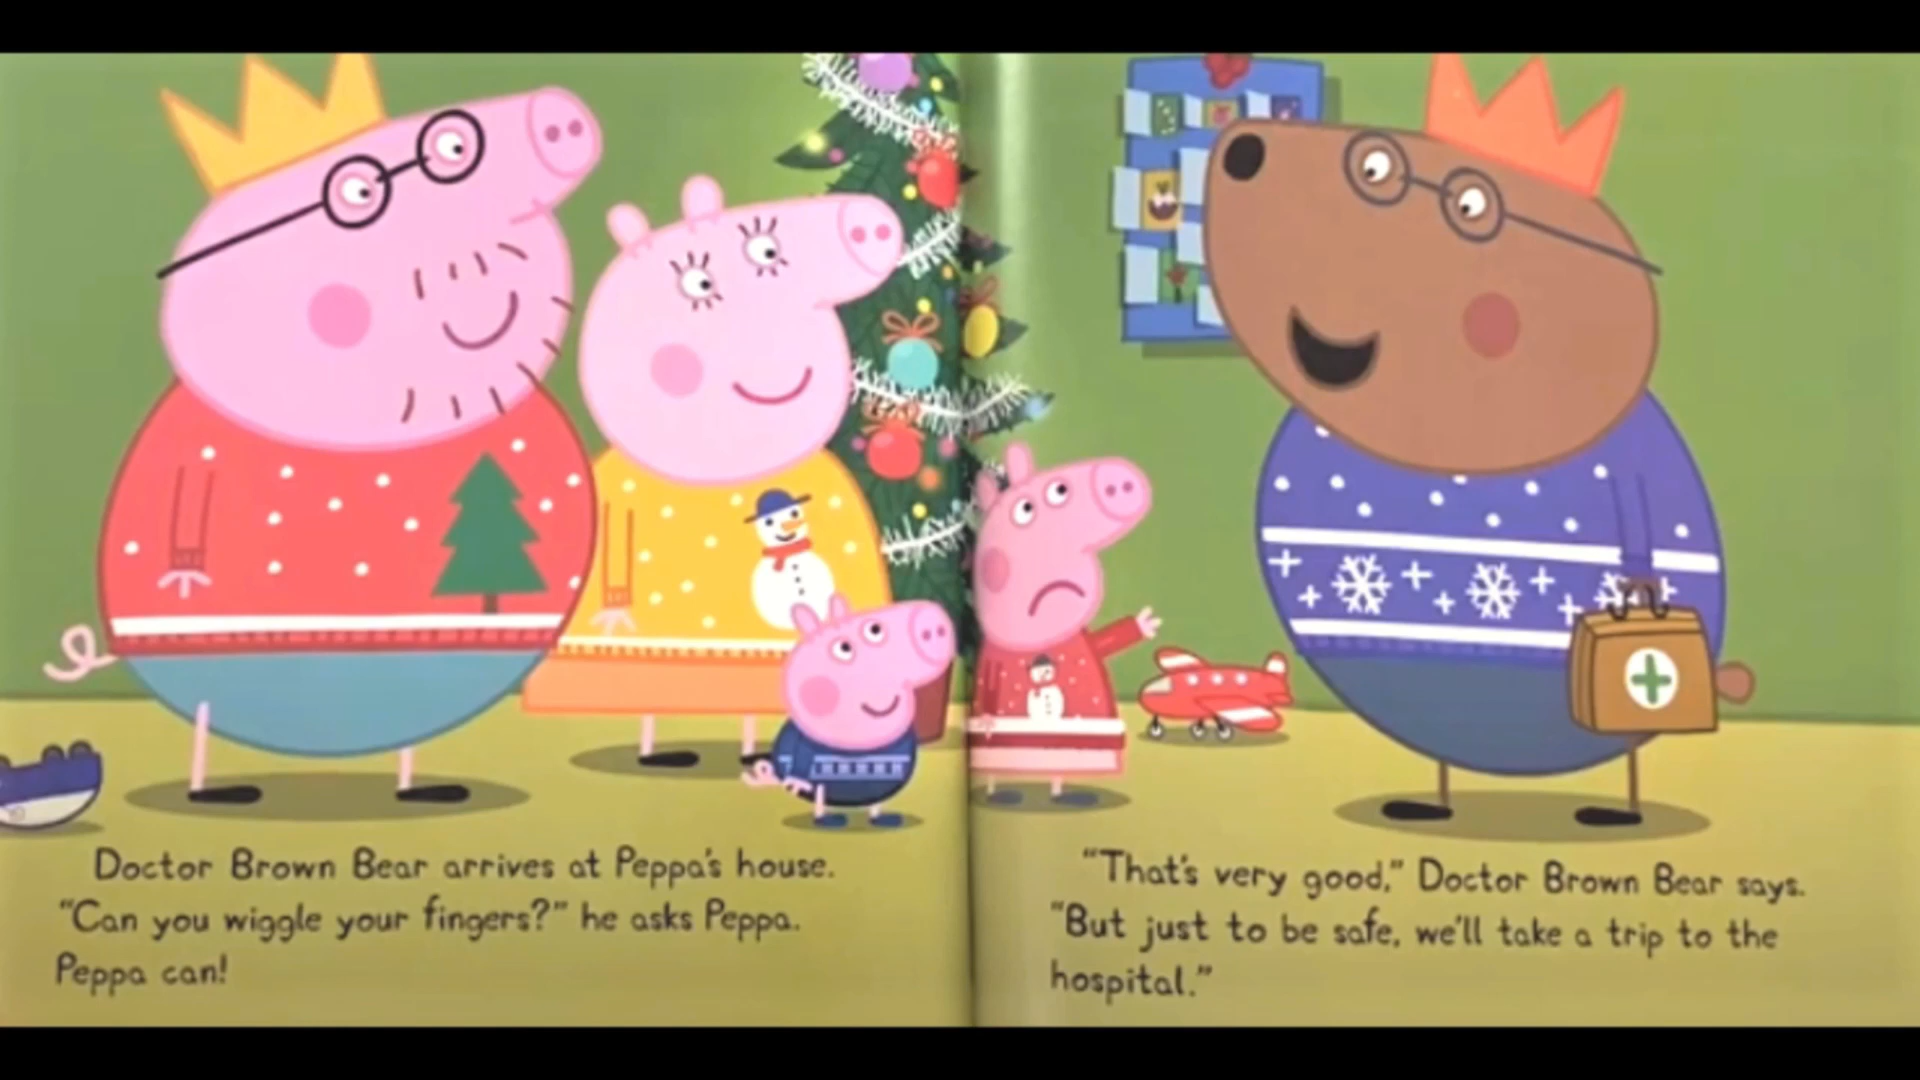 Doctor Brown Bear arrives at Peppa's house.
"Can you wiggle your fingers?" he asks Peppa.
Peppa can!
"That's very good," Doctor Brown Bear says.
"But just to be safe, we'll take a trip to the
hospital."